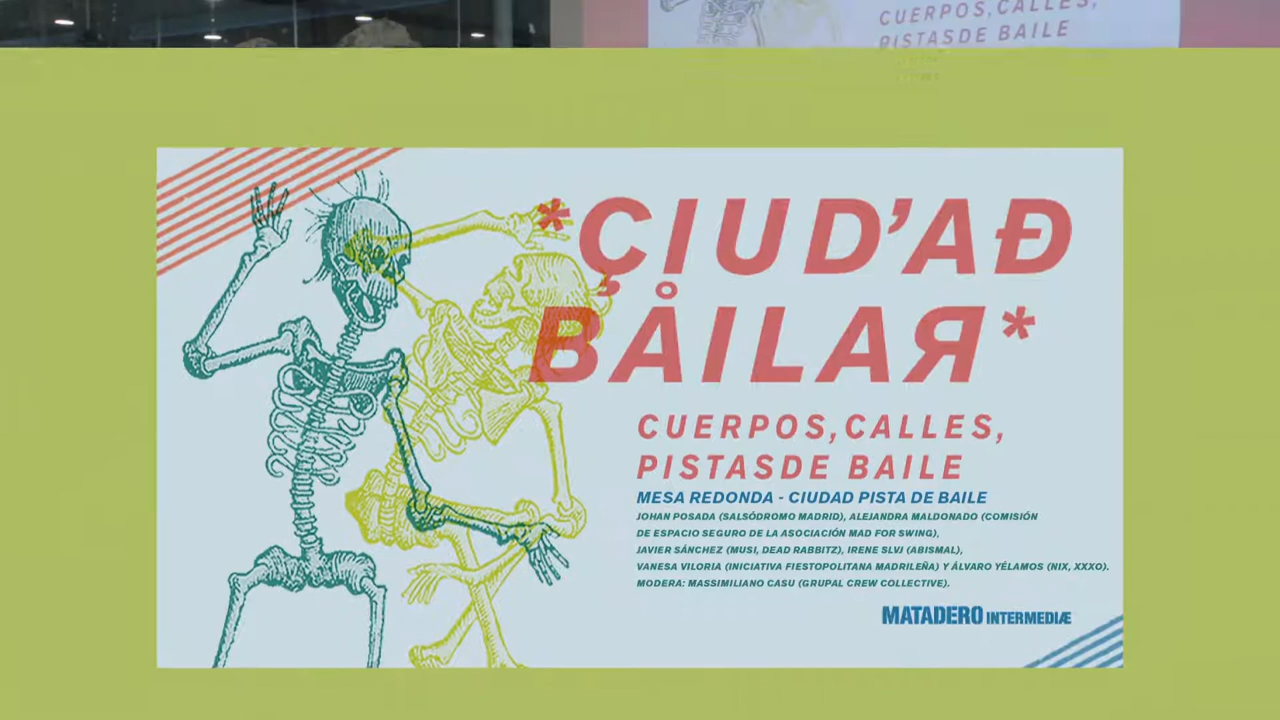 CUERPOS,CALLES,
PISTASDE BAILE
*ÇIUD’AÐ
BÅILAЯ*
CUERPOS,CALLES,
PISTASDE BAILE
MESA REDONDA - CIUDAD PISTA DE BAILE
JOHAN POSADA (SALSÓDROMO MADRID), ALEJANDRA MALDONADO (COMISIÓN
DE ESPACIO SEGURO DE LA ASOCIACIÓN MAD FOR SWING),
JAVIER SÁNCHEZ (MUSI, DEAD RABBITZ), IRENE SLVJ (ABISMAL),
VANESA VILORIA (INICIATIVA FIESTOPOLITANA MADRILEÑA) Y ÁLVARO YÉLAMOS (NIX, XXXO).
MODERA: MASSIMILIANO CASU (GRUPAL CREW COLLECTIVE).
MATADERO INTERMEDIÆ